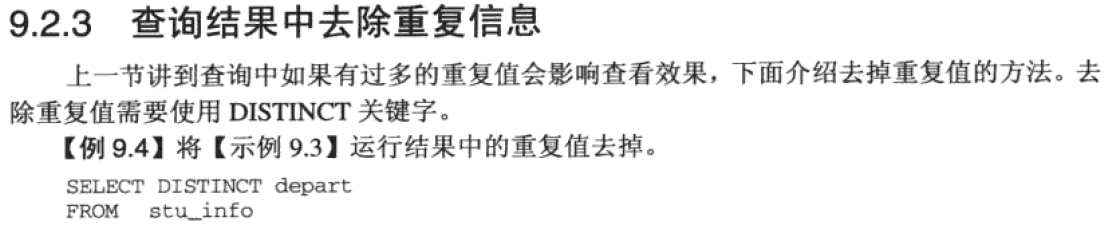 9.2.3 查询结果中去除重复信息
上一节讲到查询中如果有过多的重复值会影响查看效果，下面介绍去掉重复值的方法。去
除重复值需要使用 DISTINCT 关键字。
【例 9.4】将【示例 9.3】运行结果中的重复值去掉。
SELECT DISTINCT depart
FROM stu_info